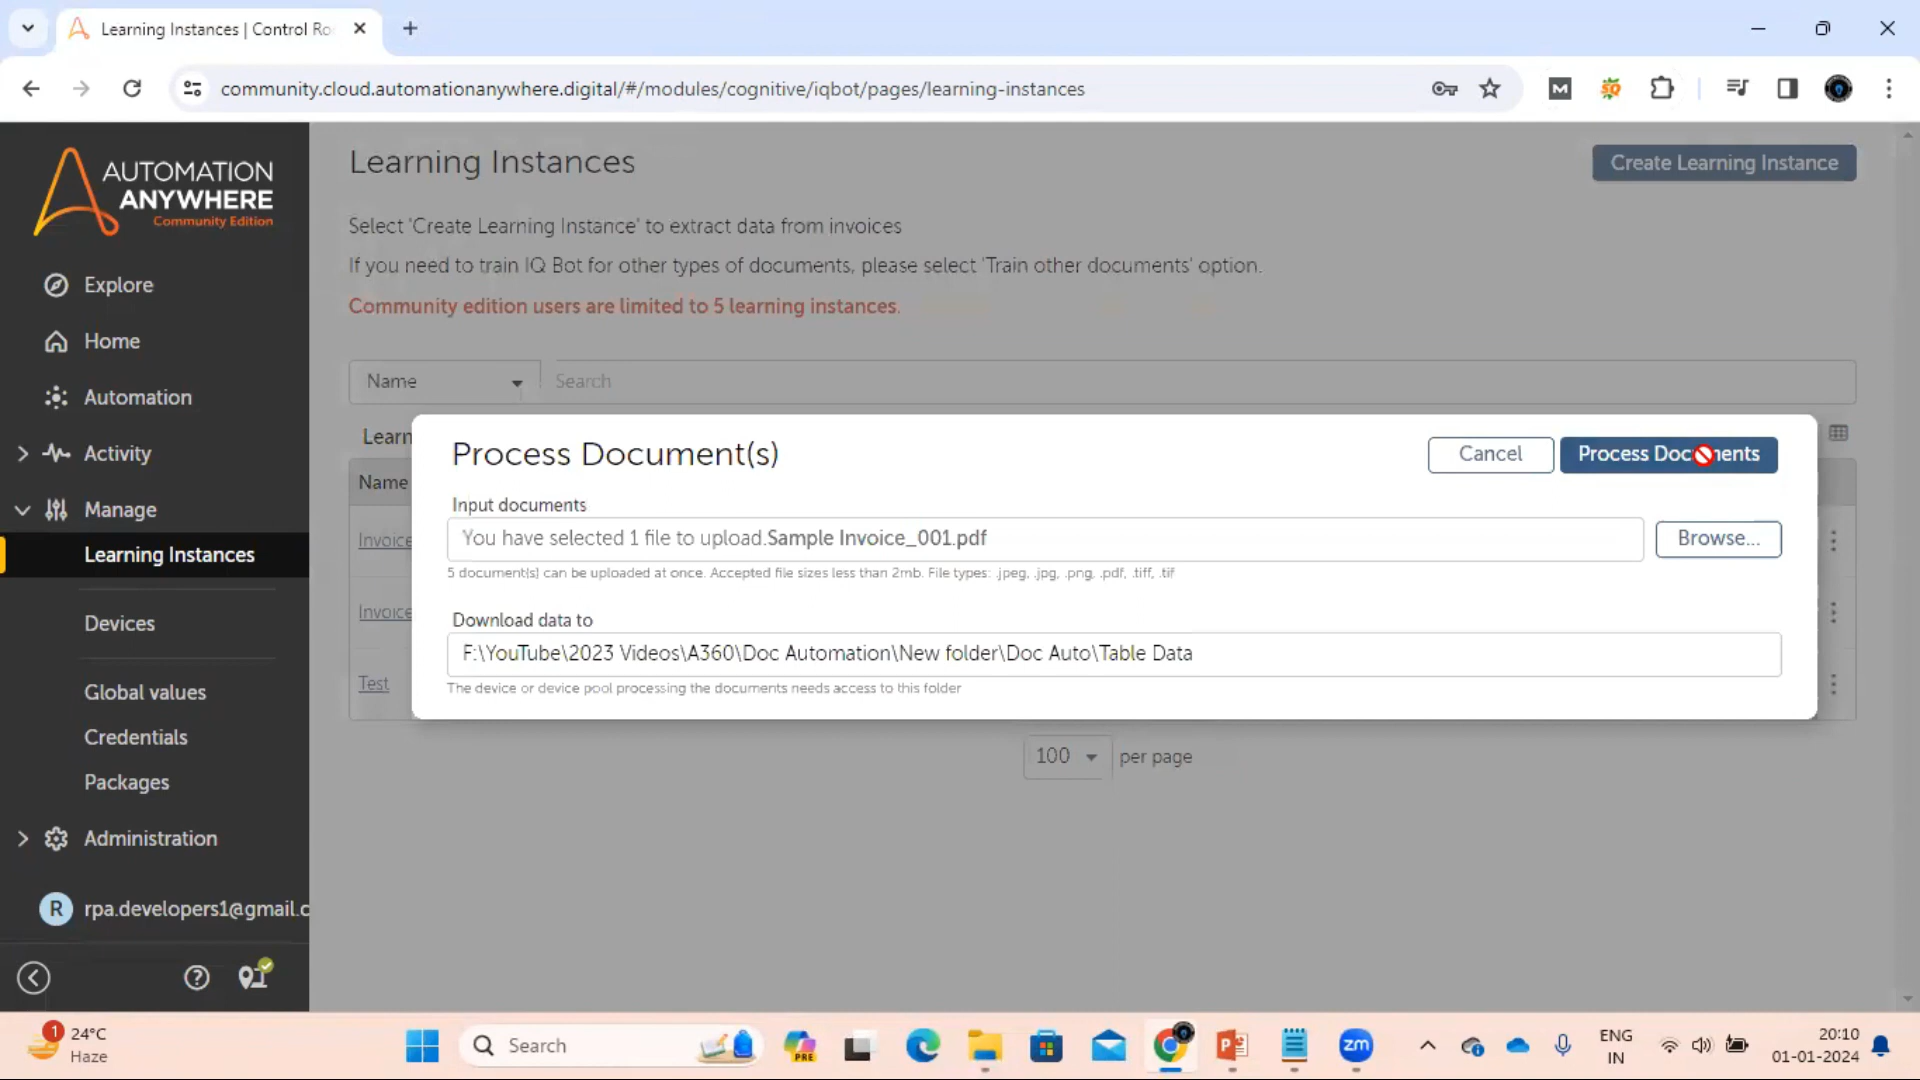 Learning Instances | Control Ro
community.cloud.automationanywhere.digital/#/modules/cognitive/iqbot/pages/learning-instances
AUTOMATION
ANYWHERE
Community Edition
Explore
Home
Automation
Activity
Manage
Learning Instances
Devices
Global values
Credentials
Packages
Administration
R rpa.developers1@gmail.c
Learning Instances
Create Learning Instance
Select 'Create Learning Instance' to extract data from invoices
If you need to train IQ Bot for other types of documents, please select 'Train other documents' option.
Community edition users are limited to 5 learning instances.
Name
Search
Learn
Name
Invoice
Invoice
Test
Process Document(s)
Cancel
Process Documents
Input documents
You have selected 1 file to upload.Sample Invoice_001.pdf
Browse...
5 document(s) can be uploaded at once. Accepted file sizes less than 2mb. File types: .jpeg, .jpg, .png, .pdf, .tiff, .tif
Download data to
F:\YouTube\2023 Videos\A360\Doc Automation\New folder\Doc Auto\Table Data
The device or device pool processing the documents needs access to this folder
100 per page
1
24°C
Haze
Search
PRE
zm
ENG
IN
20:10
01-01-2024